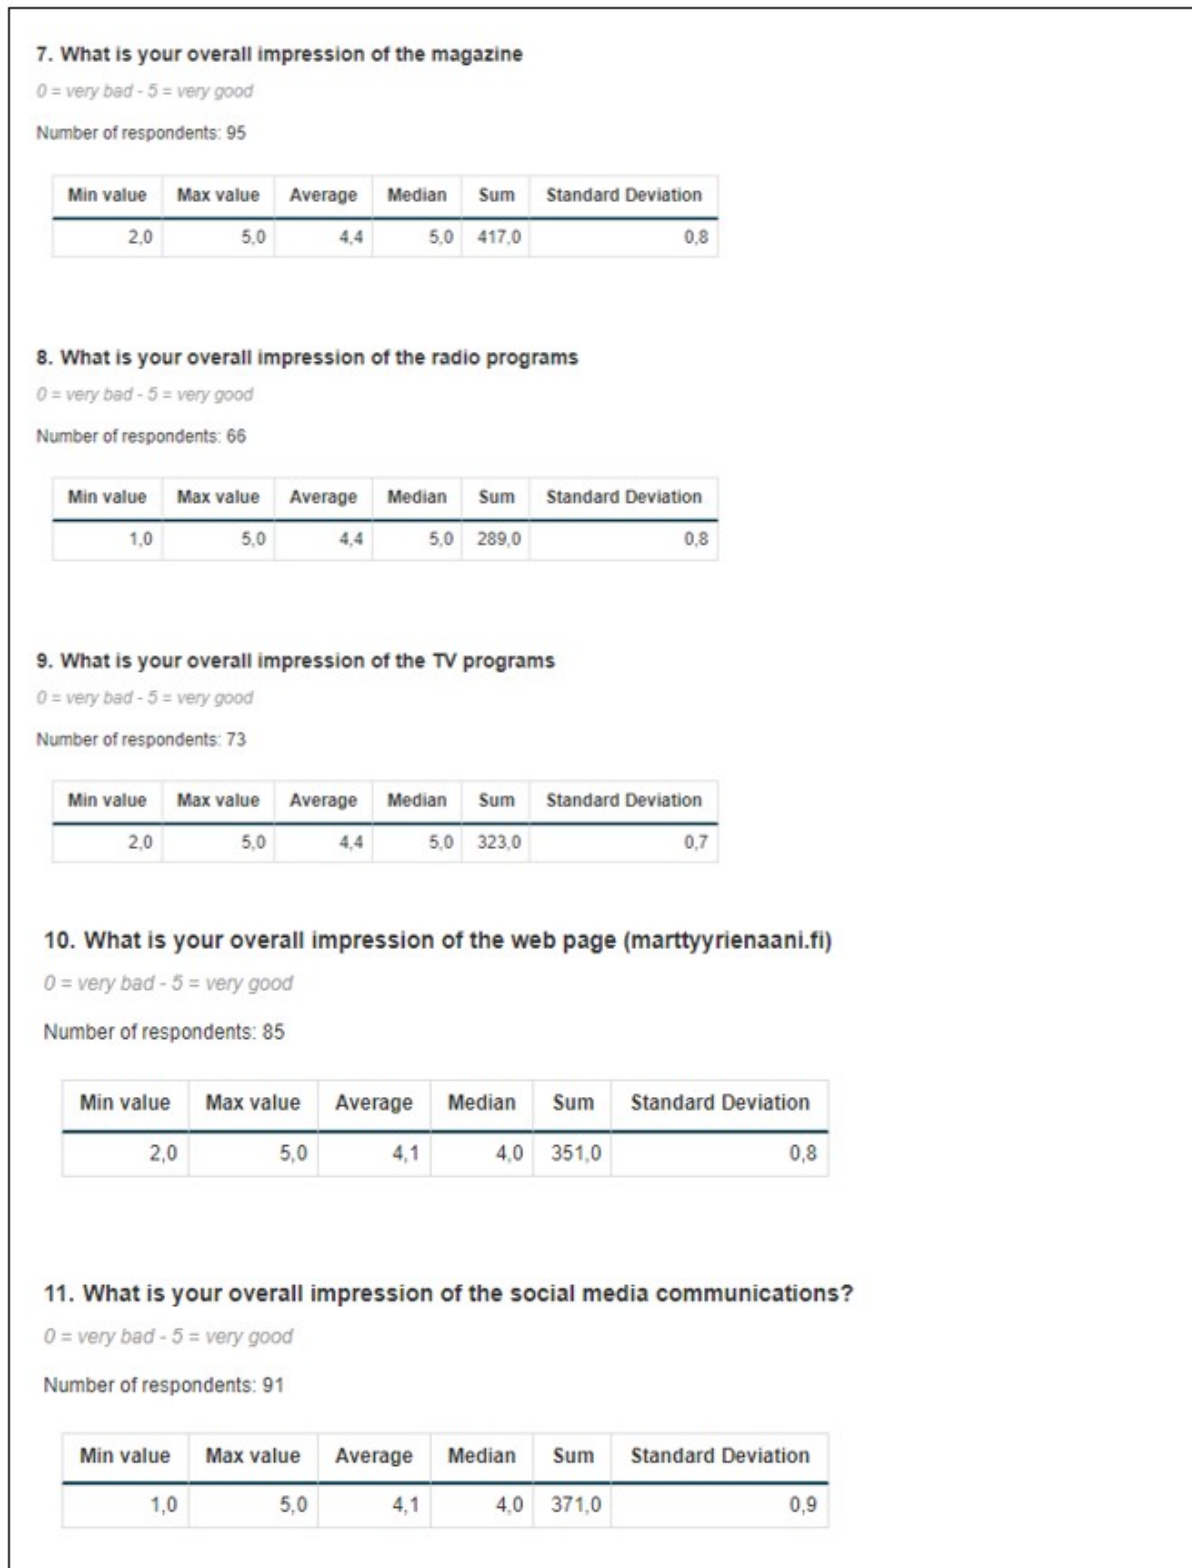 7. What is your overall impression of the magazine
0 = very bad - 5 = very good
Number of respondents: 95
Min value Max value Average Median Sum Standard Deviation
2,0 5,0 4,4 5,0 417,0 0,8
8. What is your overall impression of the radio programs
0 = very bad - 5 = very good
Number of respondents: 66
Min value Max value Average Median Sum Standard Deviation
1,0 5,0 4,4 5,0 289,0 0,8
9. What is your overall impression of the TV programs
0 = very bad - 5 = very good
Number of respondents: 73
Min value Max value Average Median Sum Standard Deviation
2,0 5,0 4,4 5,0 323,0 0,7
10. What is your overall impression of the web page (marttyyrienaani.fi)
0 = very bad - 5 = very good
Number of respondents: 85
Min value Max value Average Median Sum Standard Deviation
2,0 5,0 4,1 4,0 351,0 0,8
11. What is your overall impression of the social media communications?
0 = very bad - 5 = very good
Number of respondents: 91
Min value Max value Average Median Sum Standard Deviation
1,0 5,0 4,1 4,0 371,0 0,9